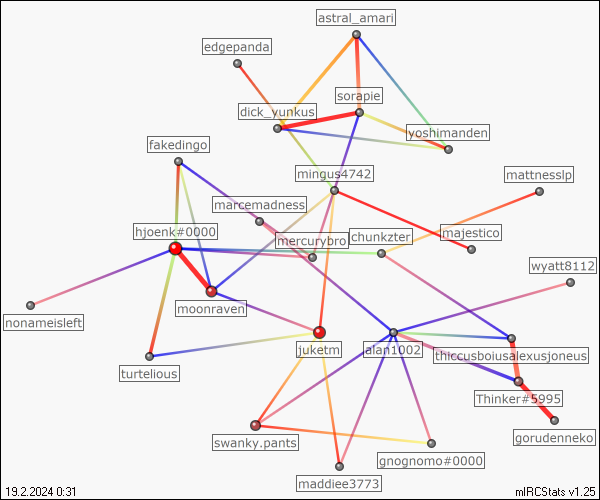 astral_amari
edgepanda
sorapie
dick_yunkus
yoshimanden
fakedingo
mingus4742
mattnesslp
marcemadness
hjoenk#0000
mercurybro
chunkzter
majestico
wyatt8112
moonraven
nonameisleft
juketm
alan1002
thiccusboiusalexusjoneus
turtelious
Thinker#5995
swanky.pants
gorudenneko
gnognomo#0000
maddiee3773
19.2.2024 0:31
mIRCStats v1.25